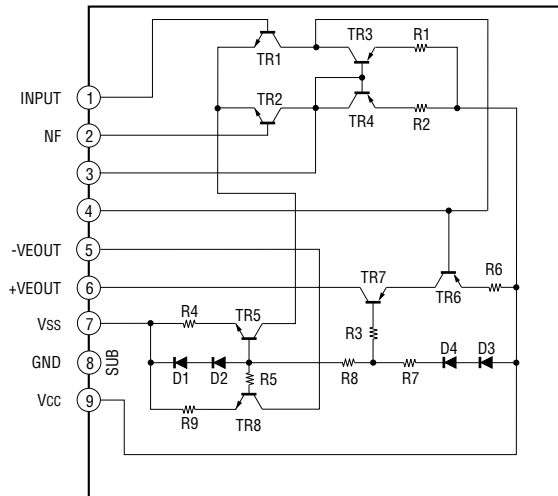 TR3
R1
TR1
INPUT 1
TR2
TR4
R2
NF 2
3
4
-VEOUT 5
TR7
R6
+VEOUT 6
TR6
R4
TR5
VSS 7
R3
D4
D3
GND 8
SUB
D1
D2
R5
R8
R7
VCC 9
R9
TR8